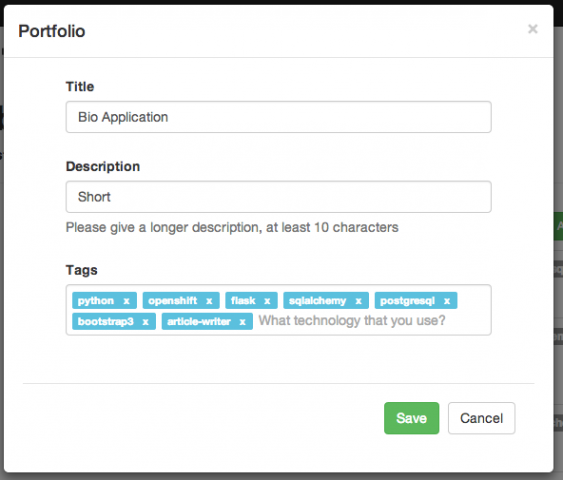 Portfolio ×
Title
Bio Application
Description
Short
Please give a longer description, at least 10 characters
Tags
python x openshift x flask x sqlalchemy x postgresql x
bootstrap3 x article-writer x What technology that you use?
Save Cancel